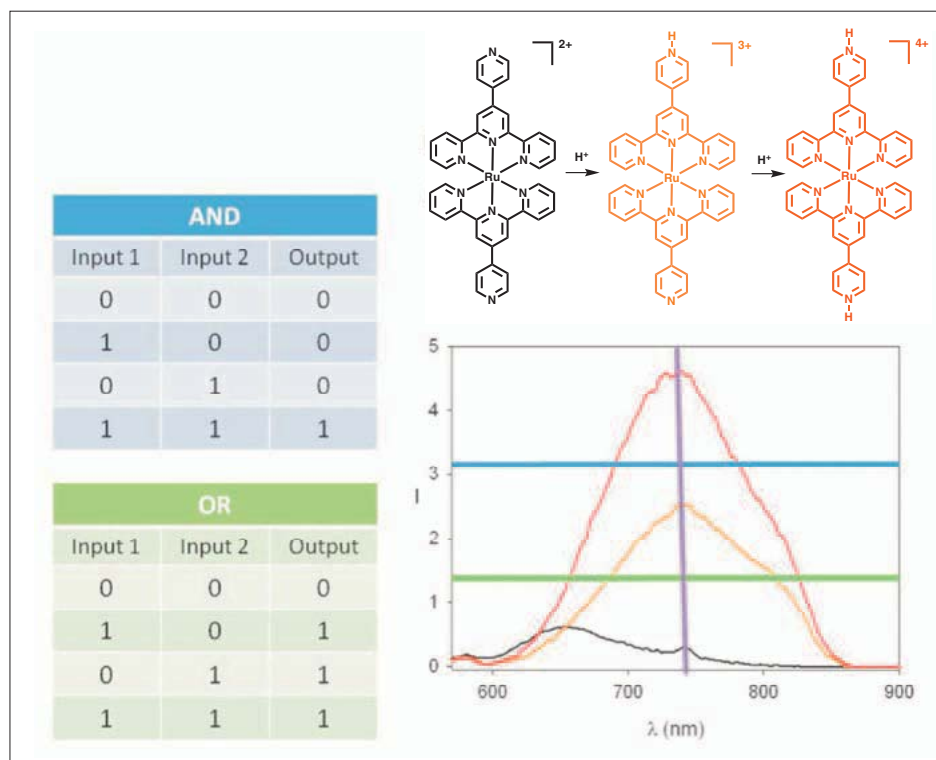 AND
Input 1 Input 2 Output
0 0 0
1 0 0
0 1 0
1 1 1
OR
Input 1 Input 2 Output
0 0 0
1 0 1
0 1 1
1 1 1
N
2+
N
N
N
Ru
N
N
N
N
H⁺
H
N
3+
N
N
N
Ru
N
N
N
N
H⁺
H
N
4+
N
N
N
Ru
N
N
N
N
H
5
4
3
I
2
1
0
600 700 800 900
λ (nm)